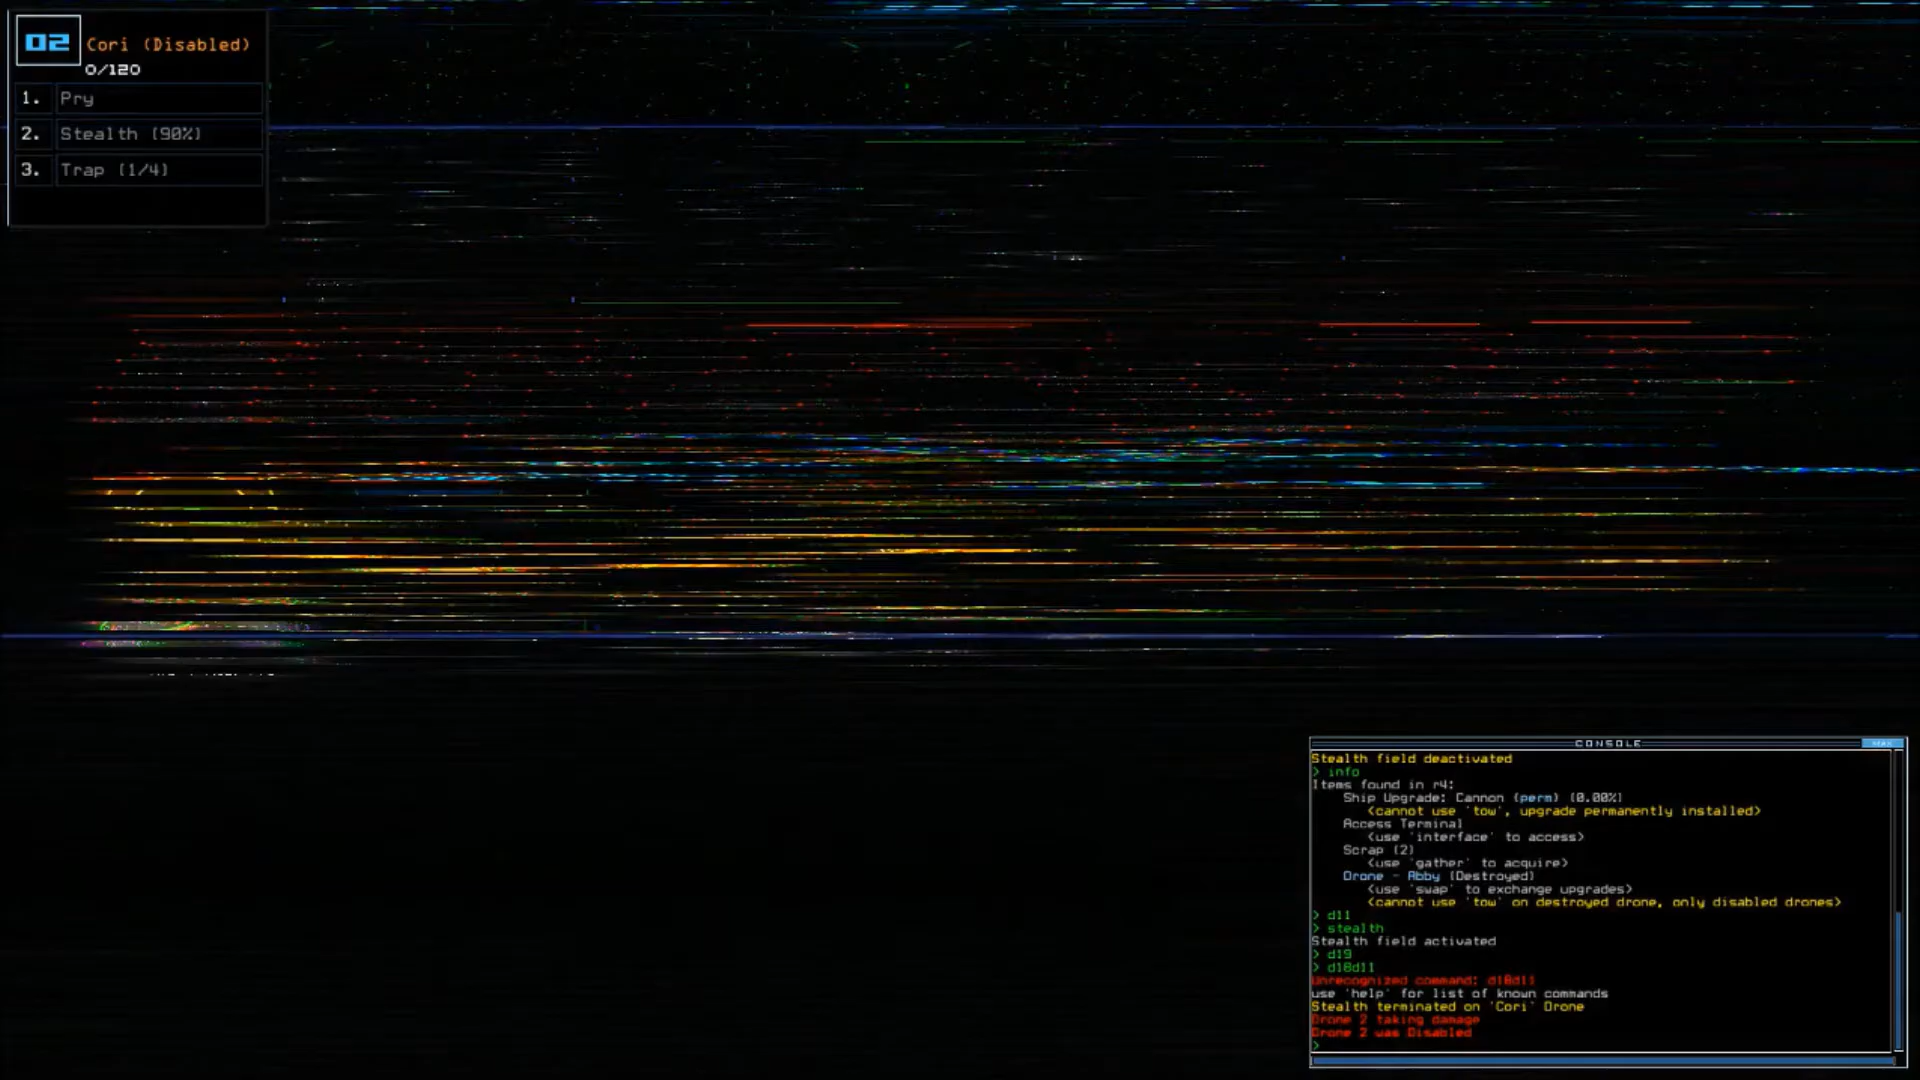 02 Cori (Disabled)
0/120
1. Pry
2. Stealth (90%)
3. Trap (1/4)
CONSOLE MAX
Stealth field deactivated
> info
Items found in r4:
Ship Upgrade: Cannon (perm) (0.00%)
<cannot use 'tow', upgrade permanently installed>
Access Terminal
<use 'interface' to access>
Scrap (2)
<use 'gather' to acquire>
Drone - Abby (Destroyed)
<use 'swap' to exchange upgrades>
<cannot use 'tow' on destroyed drone, only disabled drones>
> d11
> stealth
Stealth field activated
> d19
> d18d11
Unrecognized command: d18d11
use 'help' for list of known commands
Stealth terminated on 'Cori' Drone
Drone 2 taking damage
Drone 2 was Disabled
>